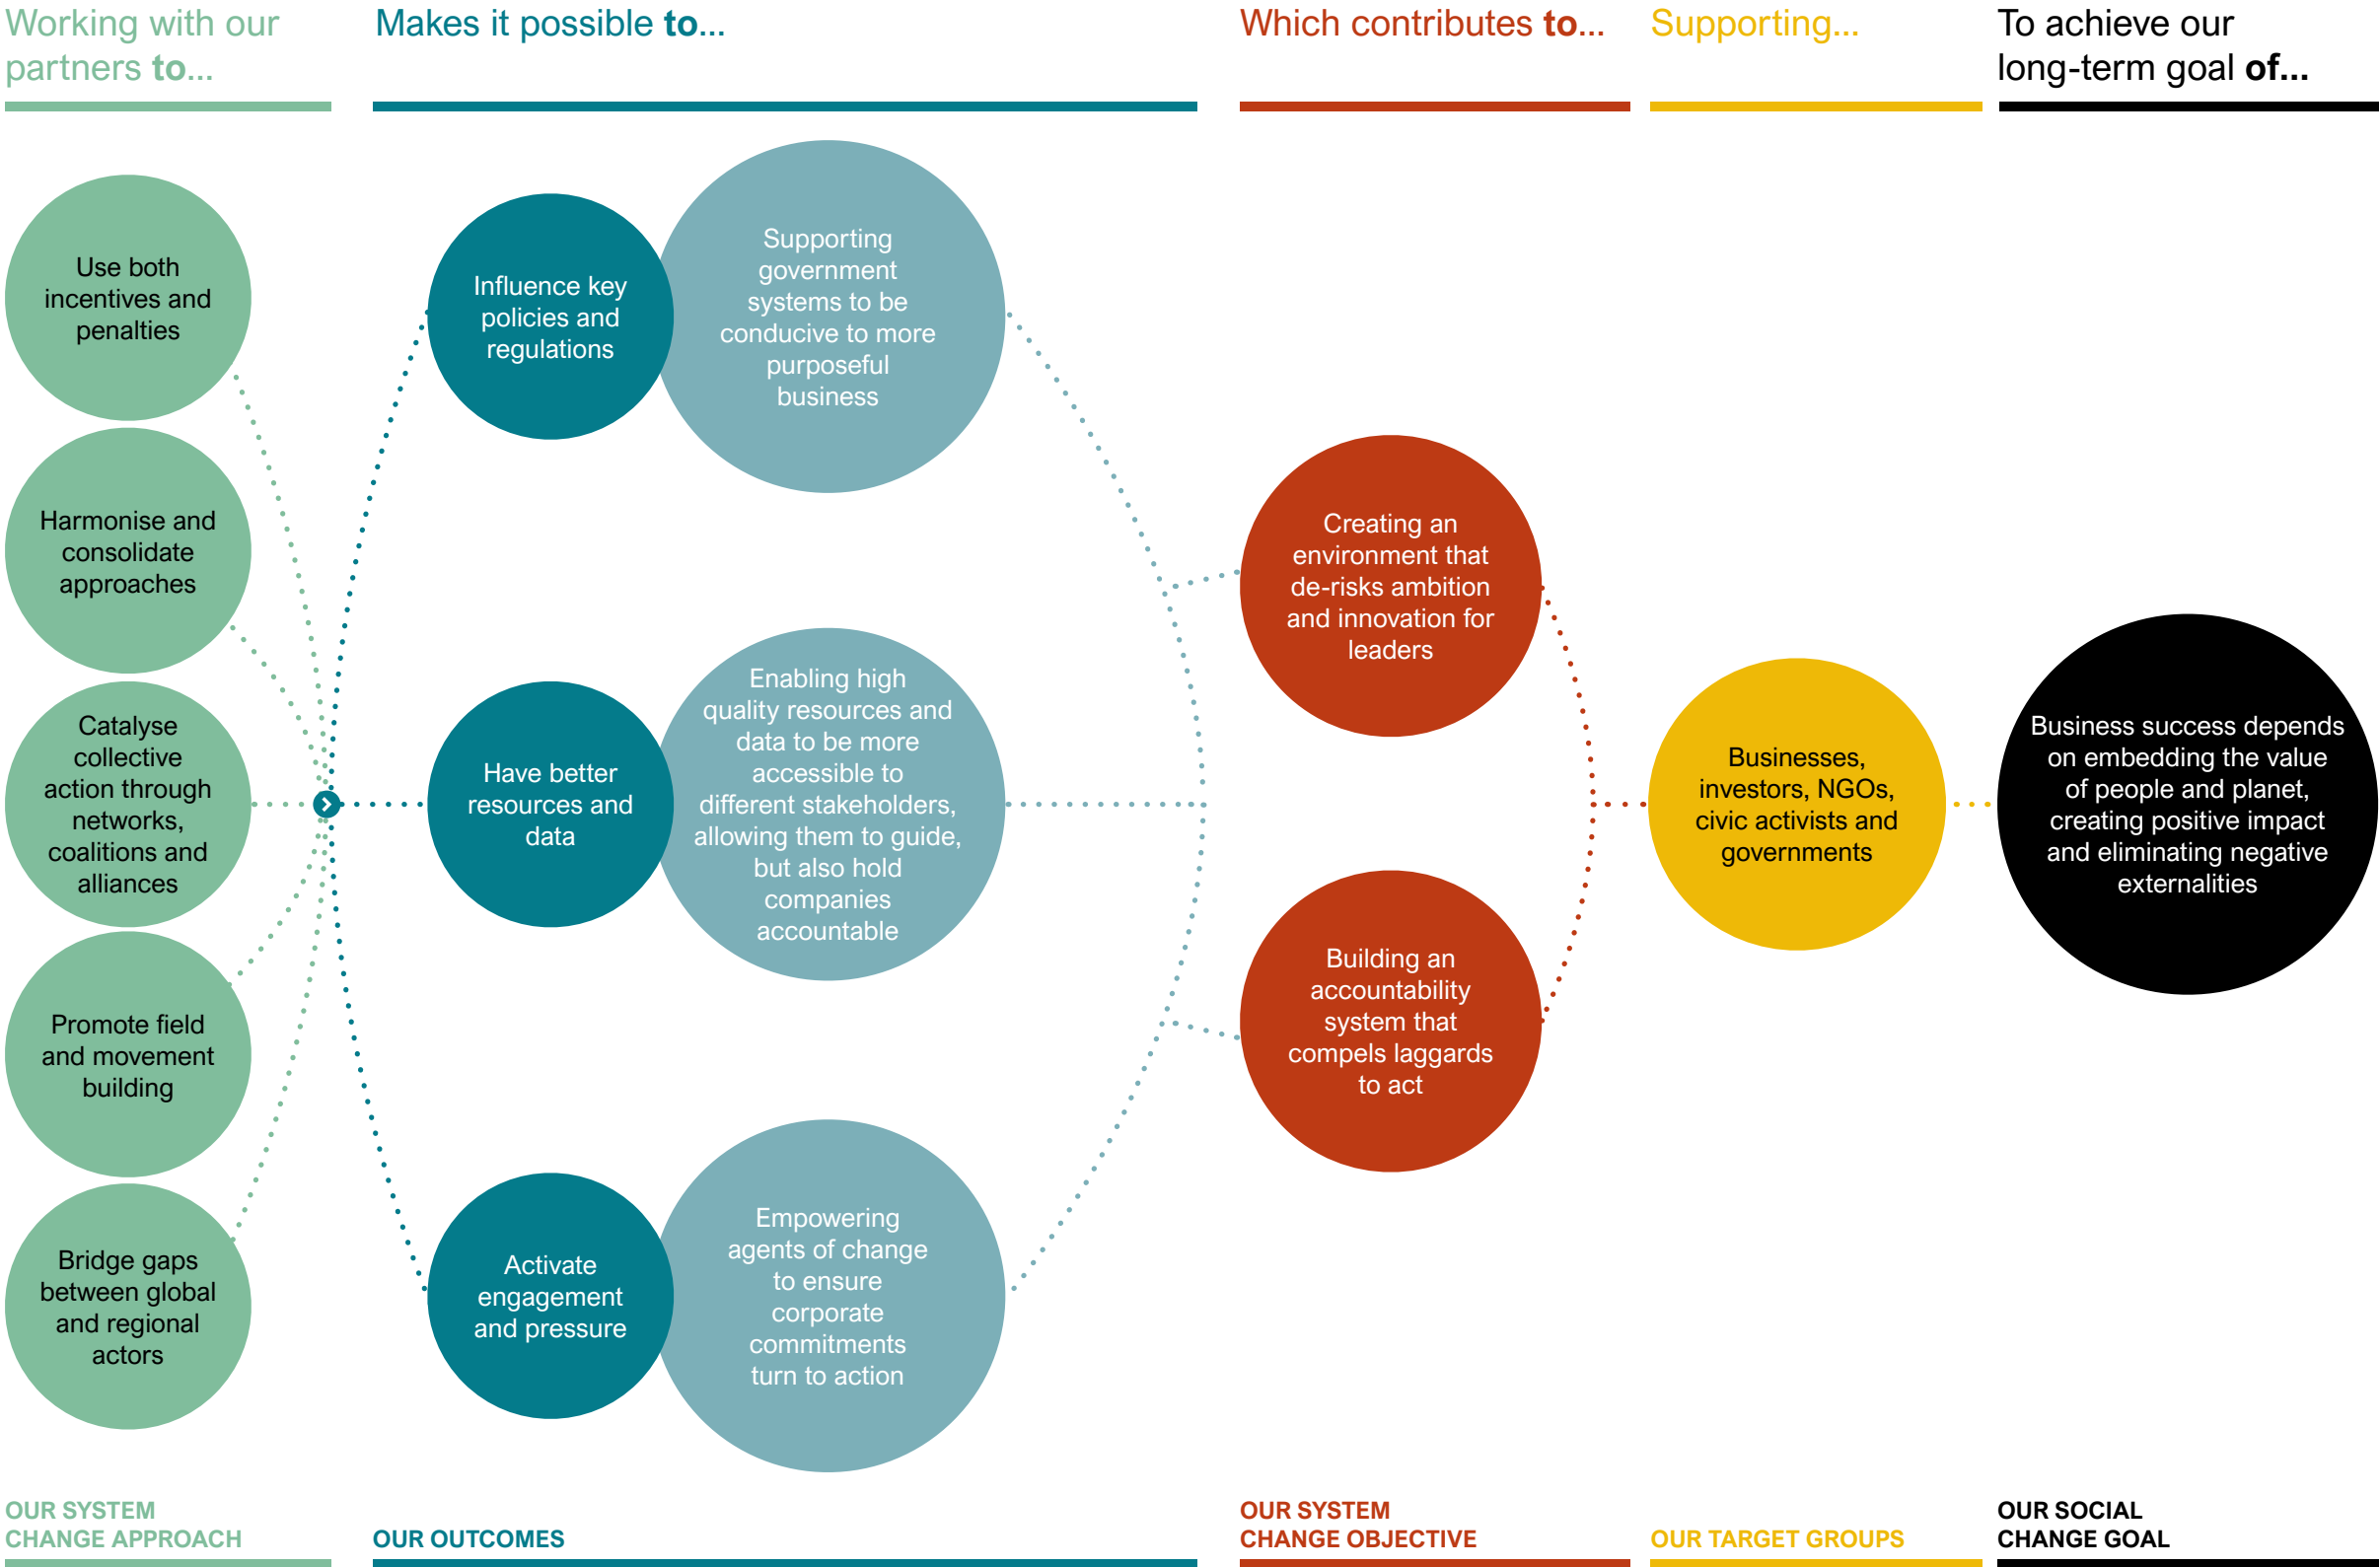 Working with our
partners to...
Makes it possible to...
Which contributes to...
Supporting...
To achieve our
long-term goal of...
Use both
incentives and
penalties
Harmonise and
consolidate
approaches
Catalyse
collective
action through
networks,
coalitions and
alliances
Promote field
and movement
building
Bridge gaps
between global
and regional
actors
Influence key
policies and
regulations
Supporting
government
systems to be
conducive to more
purposeful
business
Have better
resources and
data
Enabling high
quality resources and
data to be more
accessible to
different stakeholders,
allowing them to guide,
but also hold
companies
accountable
Activate
engagement
and pressure
Empowering
agents of change
to ensure
corporate
commitments
turn to action
Creating an
environment that
de-risks ambition
and innovation for
leaders
Building an
accountability
system that
compels laggards
to act
Businesses,
investors, NGOs,
civic activists and
governments
Business success depends
on embedding the value
of people and planet,
creating positive impact
and eliminating negative
externalities
OUR SYSTEM
CHANGE APPROACH
OUR OUTCOMES
OUR SYSTEM
CHANGE OBJECTIVE
OUR TARGET GROUPS
OUR SOCIAL
CHANGE GOAL